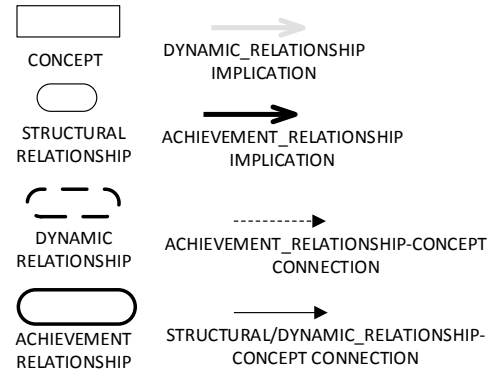 CONCEPT
DYNAMIC_RELATIONSHIP
IMPLICATION
STRUCTURAL
RELATIONSHIP
ACHIEVEMENT_RELATIONSHIP
IMPLICATION
DYNAMIC
RELATIONSHIP
ACHIEVEMENT_RELATIONSHIP-CONCEPT
CONNECTION
ACHIEVEMENT
RELATIONSHIP
STRUCTURAL/DYNAMIC_RELATIONSHIP-
CONCEPT CONNECTION